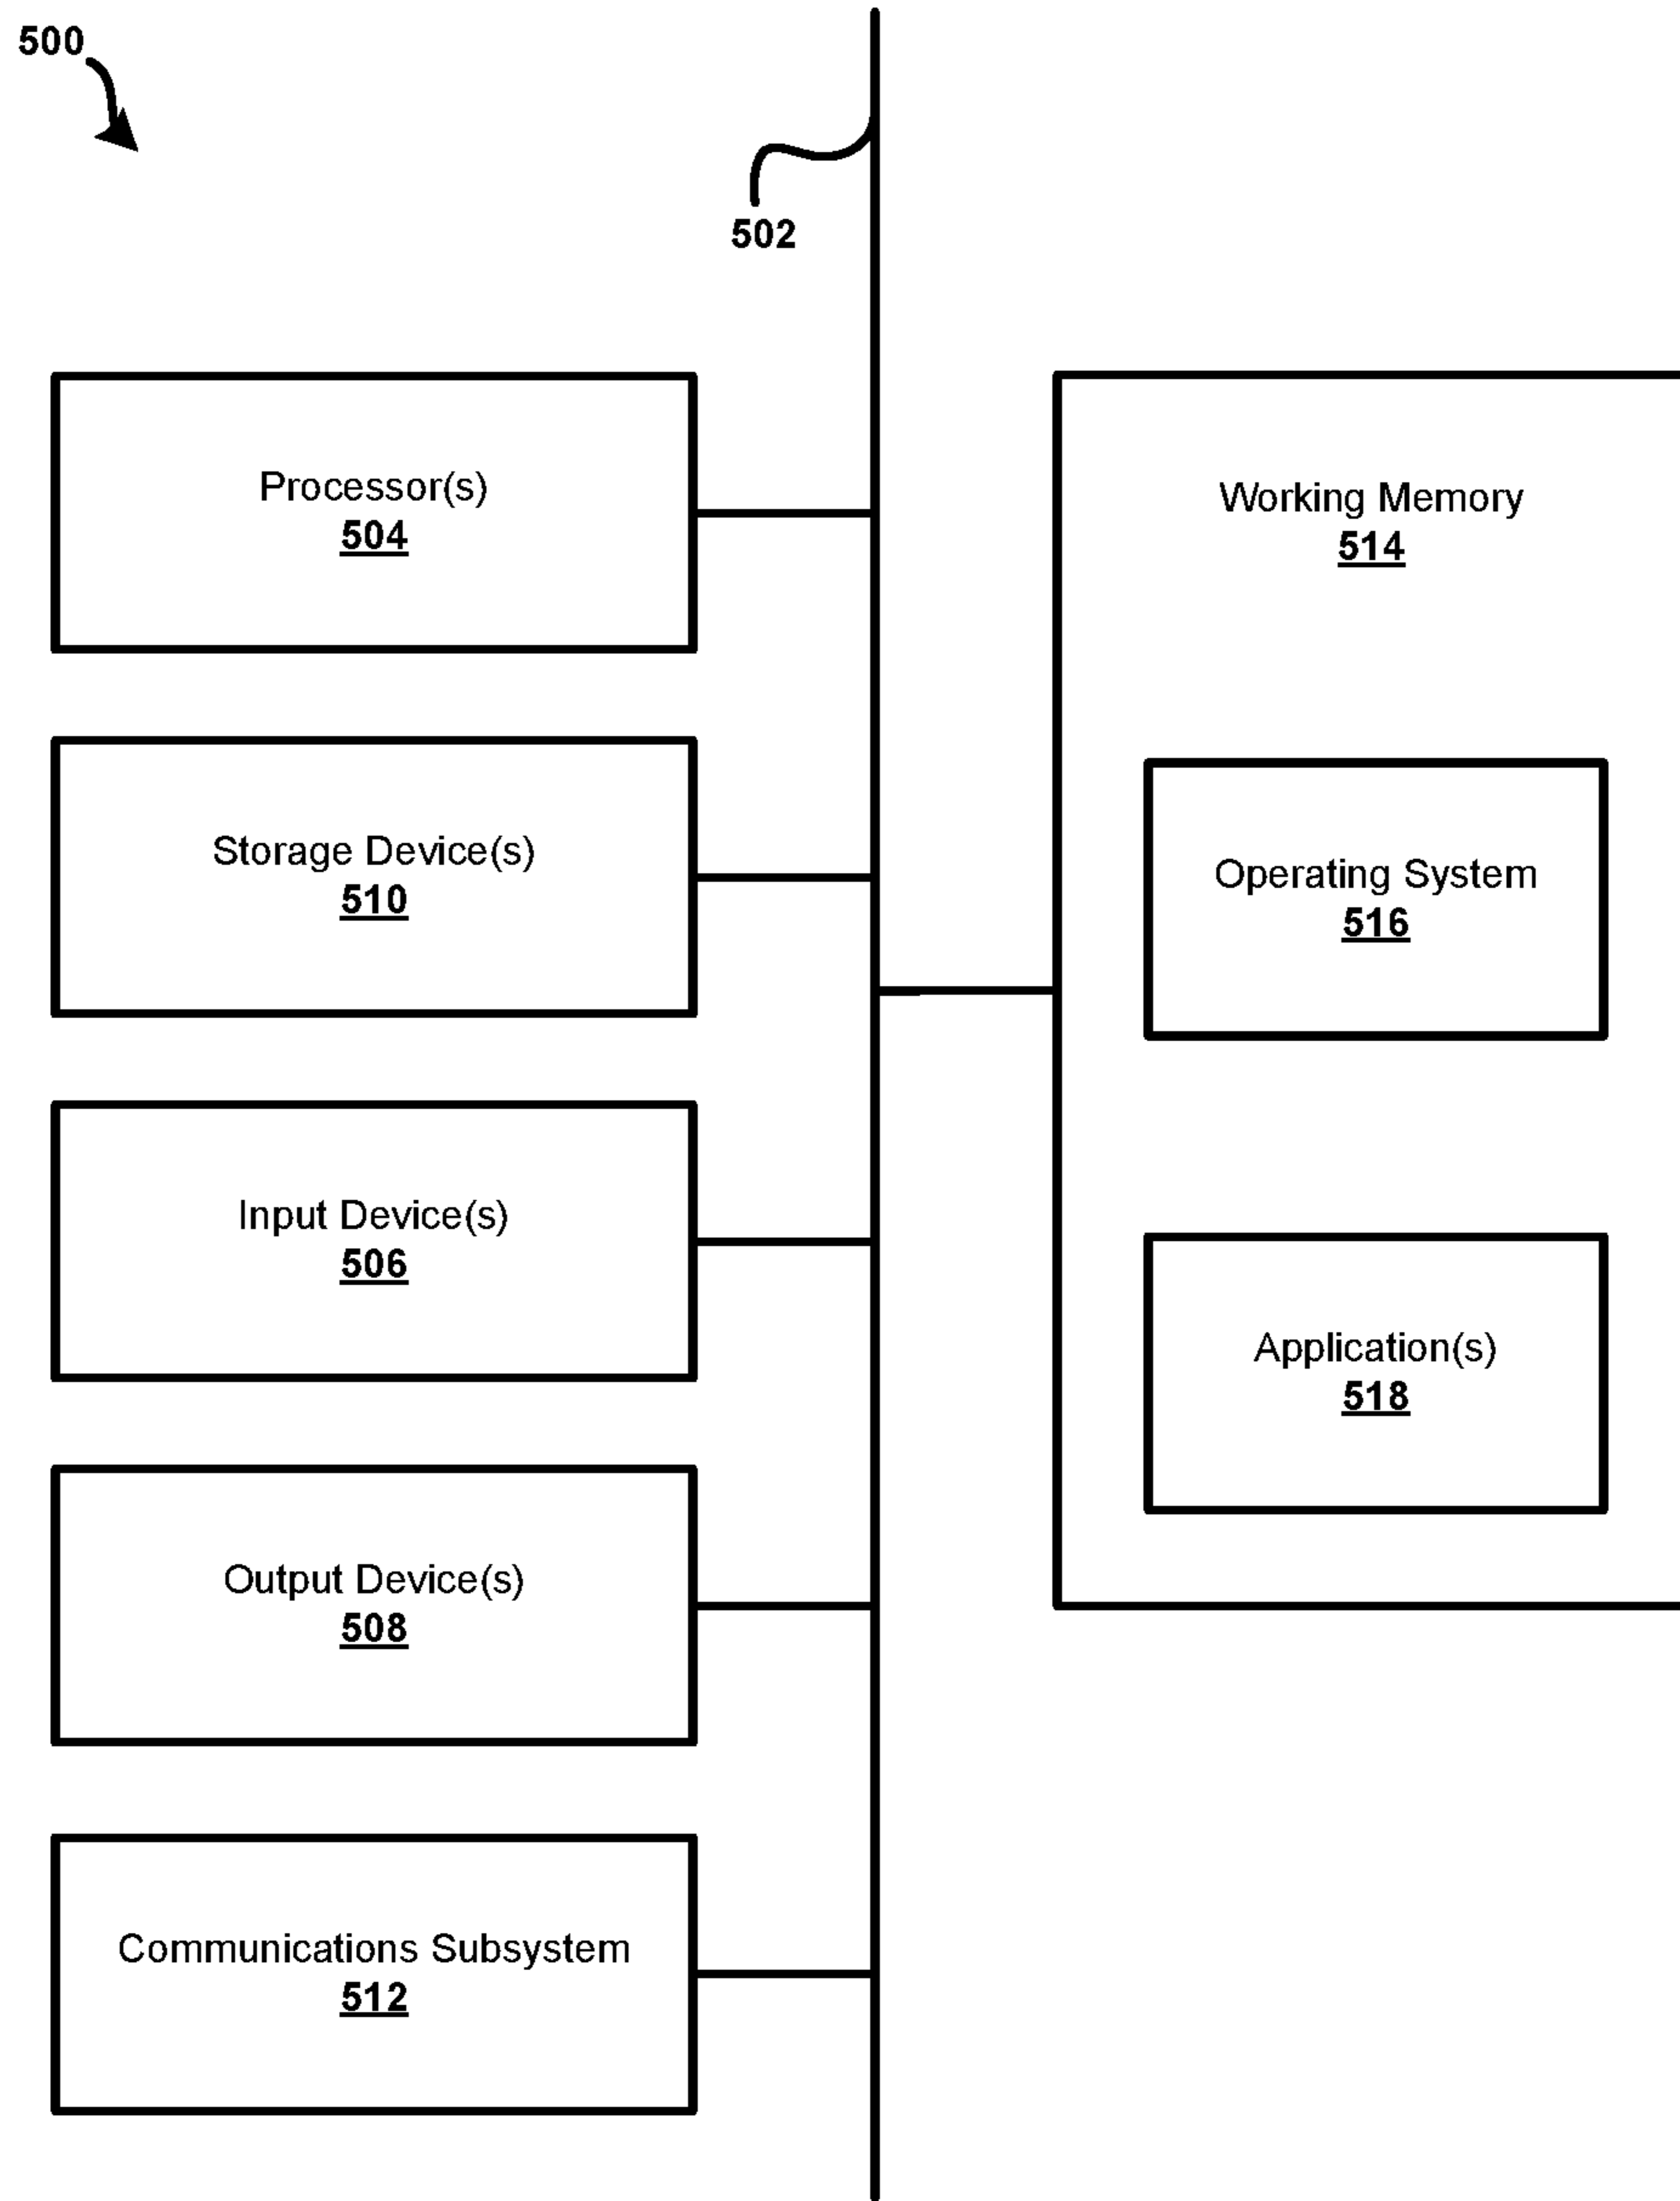 500
502
Processor(s)
504
Storage Device(s)
510
Input Device(s)
506
Output Device(s)
508
Communications Subsystem
512
Working Memory
514
Operating System
516
Application(s)
518